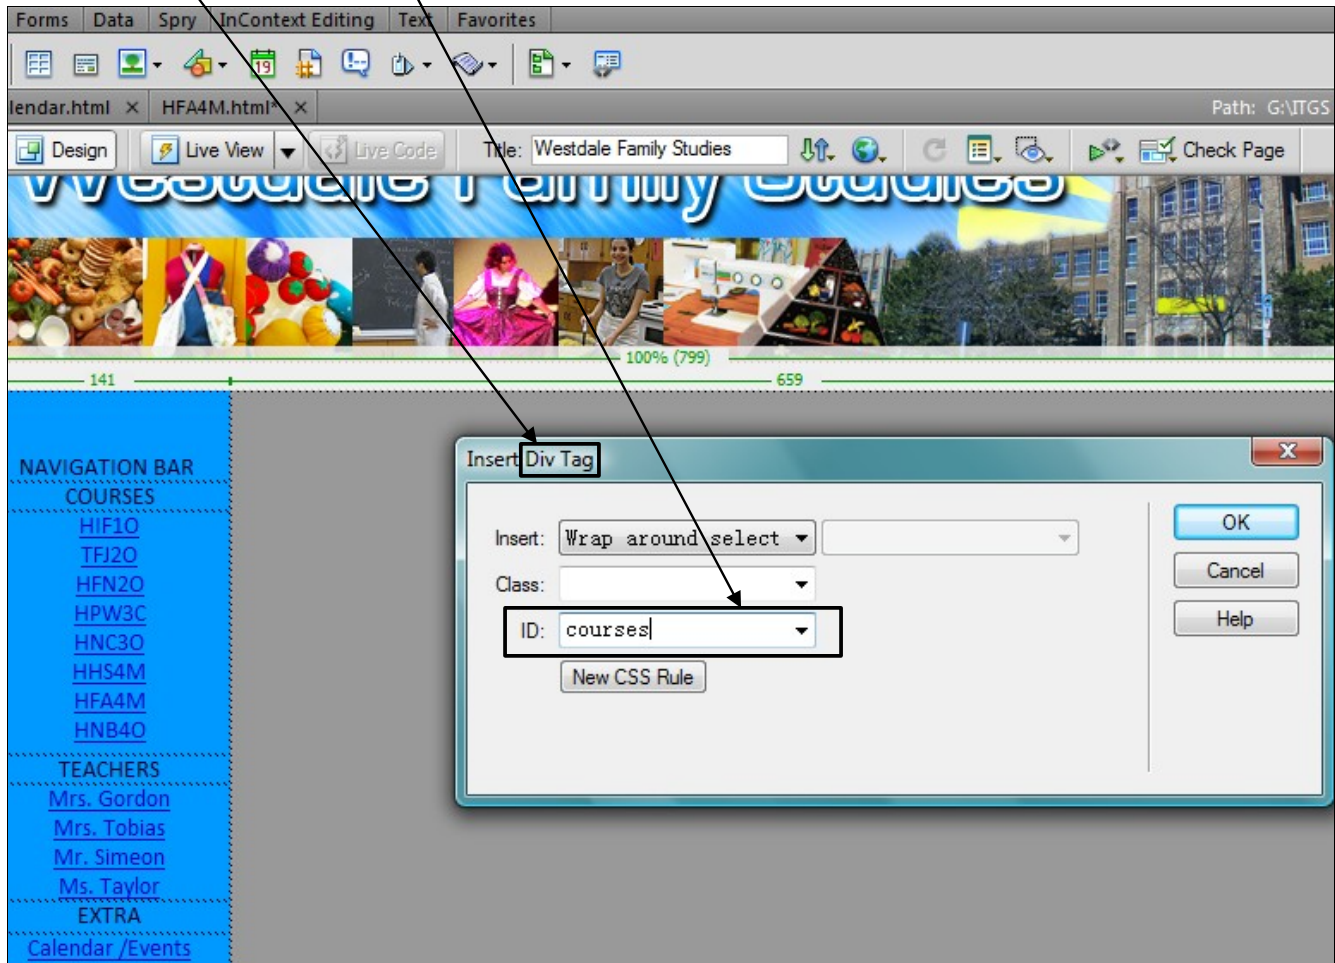 Forms Data Spry InContext Editing Text Favorites
19
lendar.html × HFA4M.html* × Path: G:\ITGS
Design Live View Live Code Title: Westdale Family Studies Check Page
Westdale Family Studies
100% (799)
141 659
NAVIGATION BAR
COURSES
HIF1O
TFJ2O
HFN2O
HPW3C
HNC3O
HHS4M
HFA4M
HNB4O
TEACHERS
Mrs. Gordon
Mrs. Tobias
Mr. Simeon
Ms. Taylor
EXTRA
Calendar /Events
Insert Div Tag
Insert: Wrap around select OK
Class: Cancel
ID: courses Help
New CSS Rule